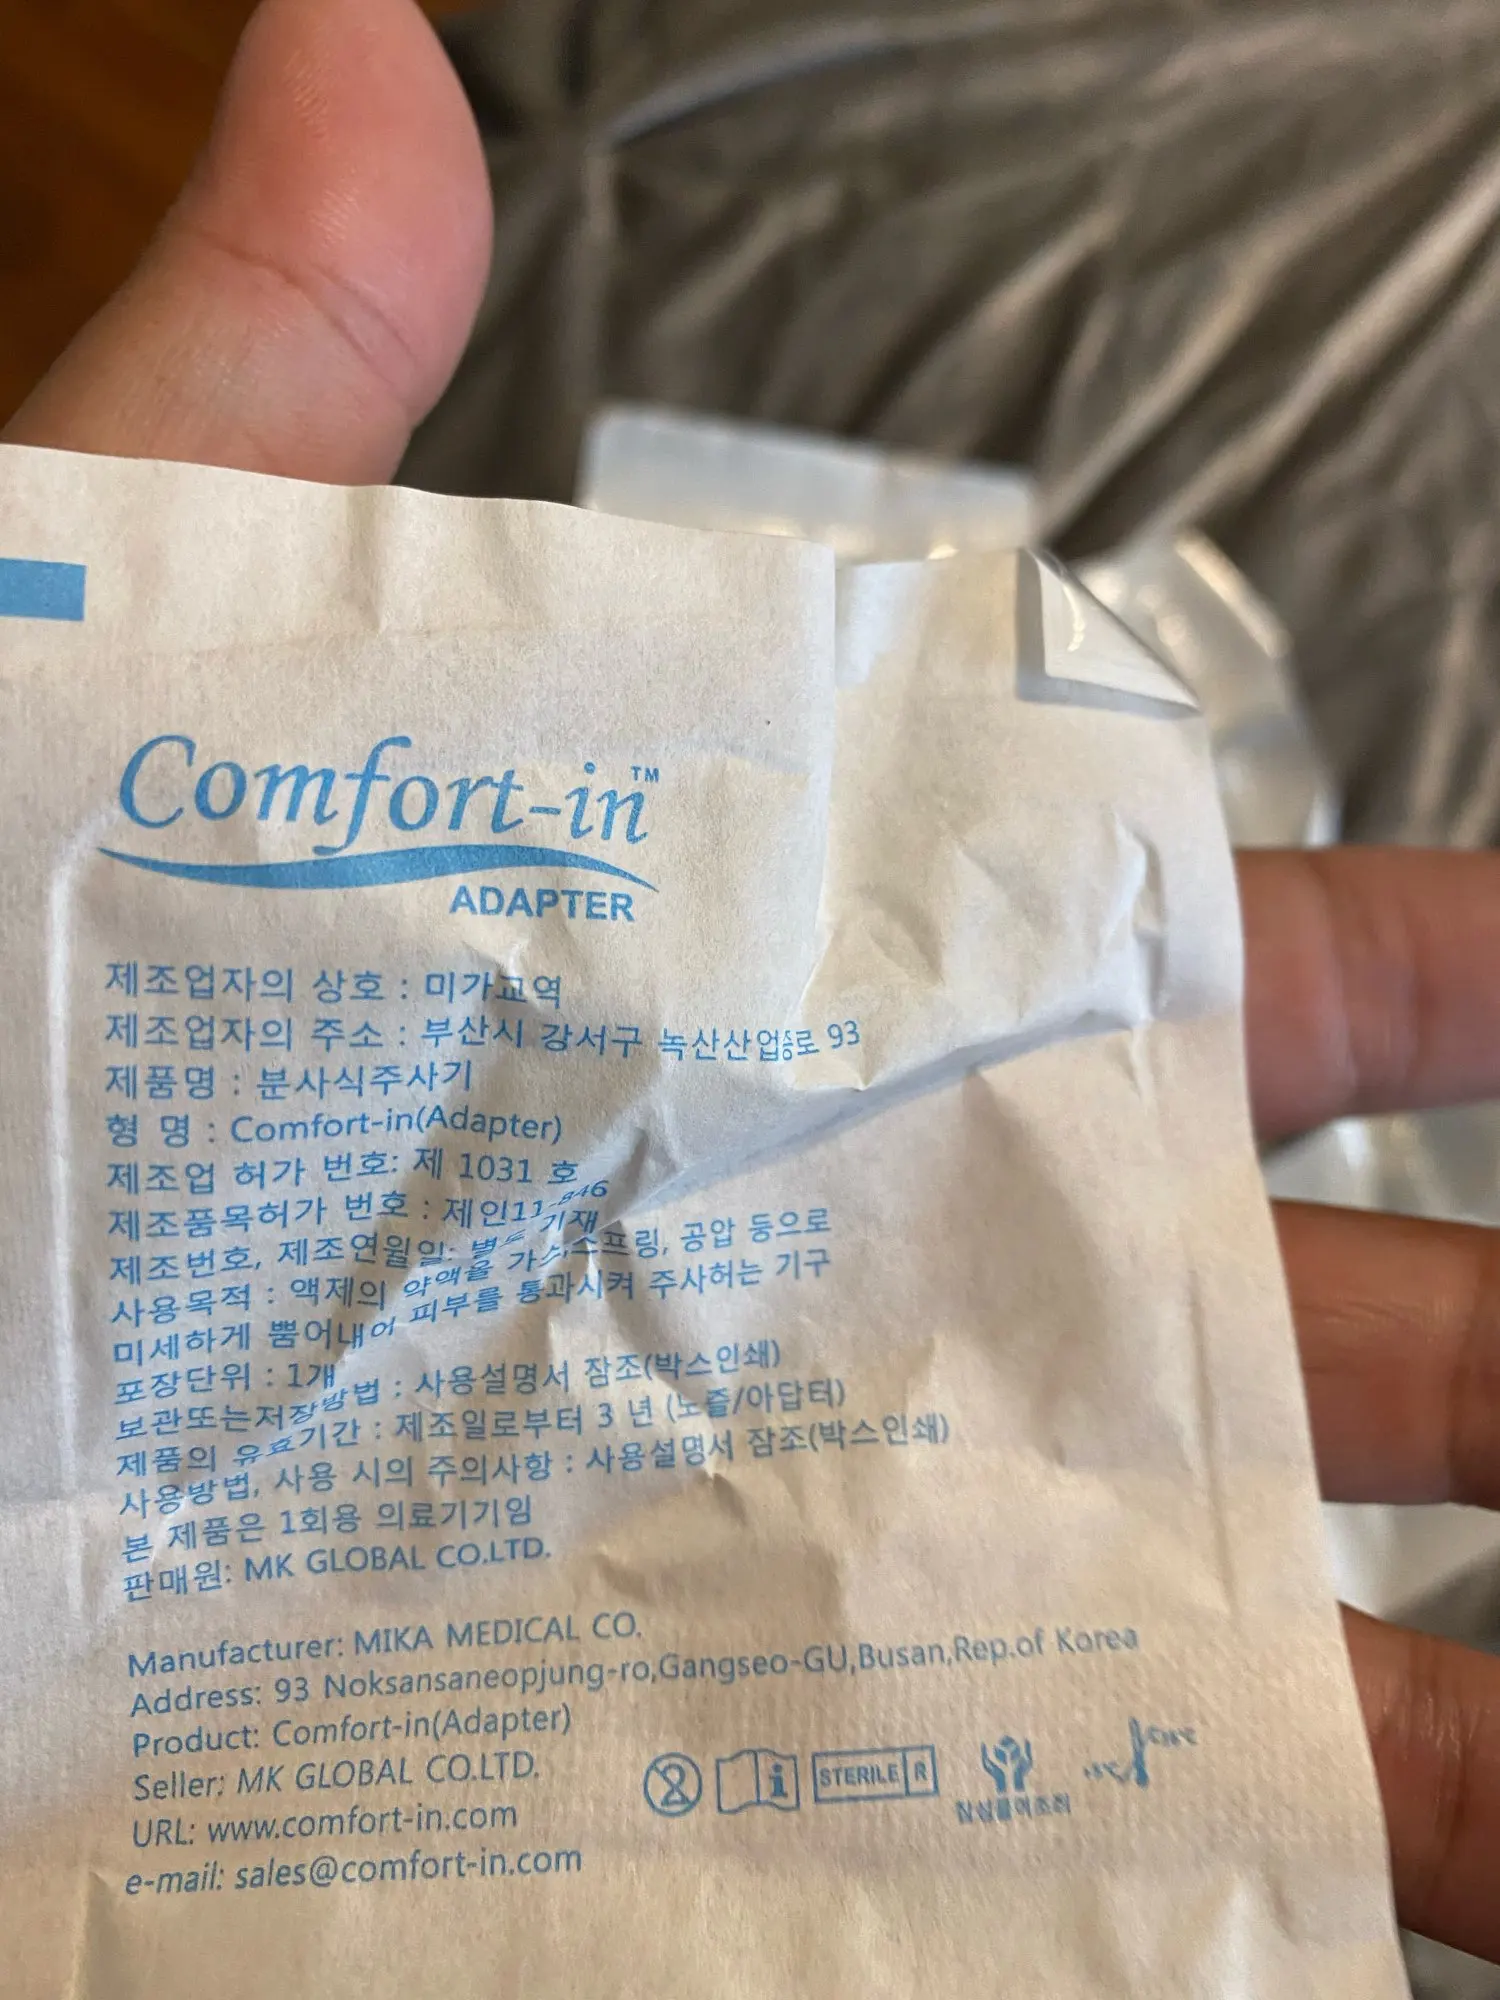 Comfort-in™
ADAPTER
제조업자의 상호 : 미가교역
제조업자의 주소 : 부산시 강서구 녹산산업중로 93
제품명 : 분사식주사기
형 명 : Comfort-in(Adapter)
제조업 허가 번호: 제 1031 호
제조품목허가 번호 : 제인11-846
제조번호, 제조연월일: 별도 기재
사용목적 : 액제의 약액을 가스,스프링, 공압 둥으로
미세하게 뿜어내어 피부를 통과시켜 주사허는 기구
포장단위 : 1개
보관또는저장방법 : 사용설명서 잠조(박스인쇄)
제품의 유효기간 : 제조일로부터 3 년 (노즐/아답터)
사용방법, 사용 시의 주의사항 : 사용설명서 잠조(박스인쇄)
본 제품은 1회용 의료기기임
판매원: MK GLOBAL CO.LTD.
Manufacturer: MIKA MEDICAL CO.
Address: 93 Noksansaneopjung-ro,Gangseo-GU,Busan,Rep.of Korea
Product: Comfort-in(Adapter)
Seller: MK GLOBAL CO.LTD.
URL: www.comfort-in.com
e-mail: sales@comfort-in.com
2
i
STERILE R